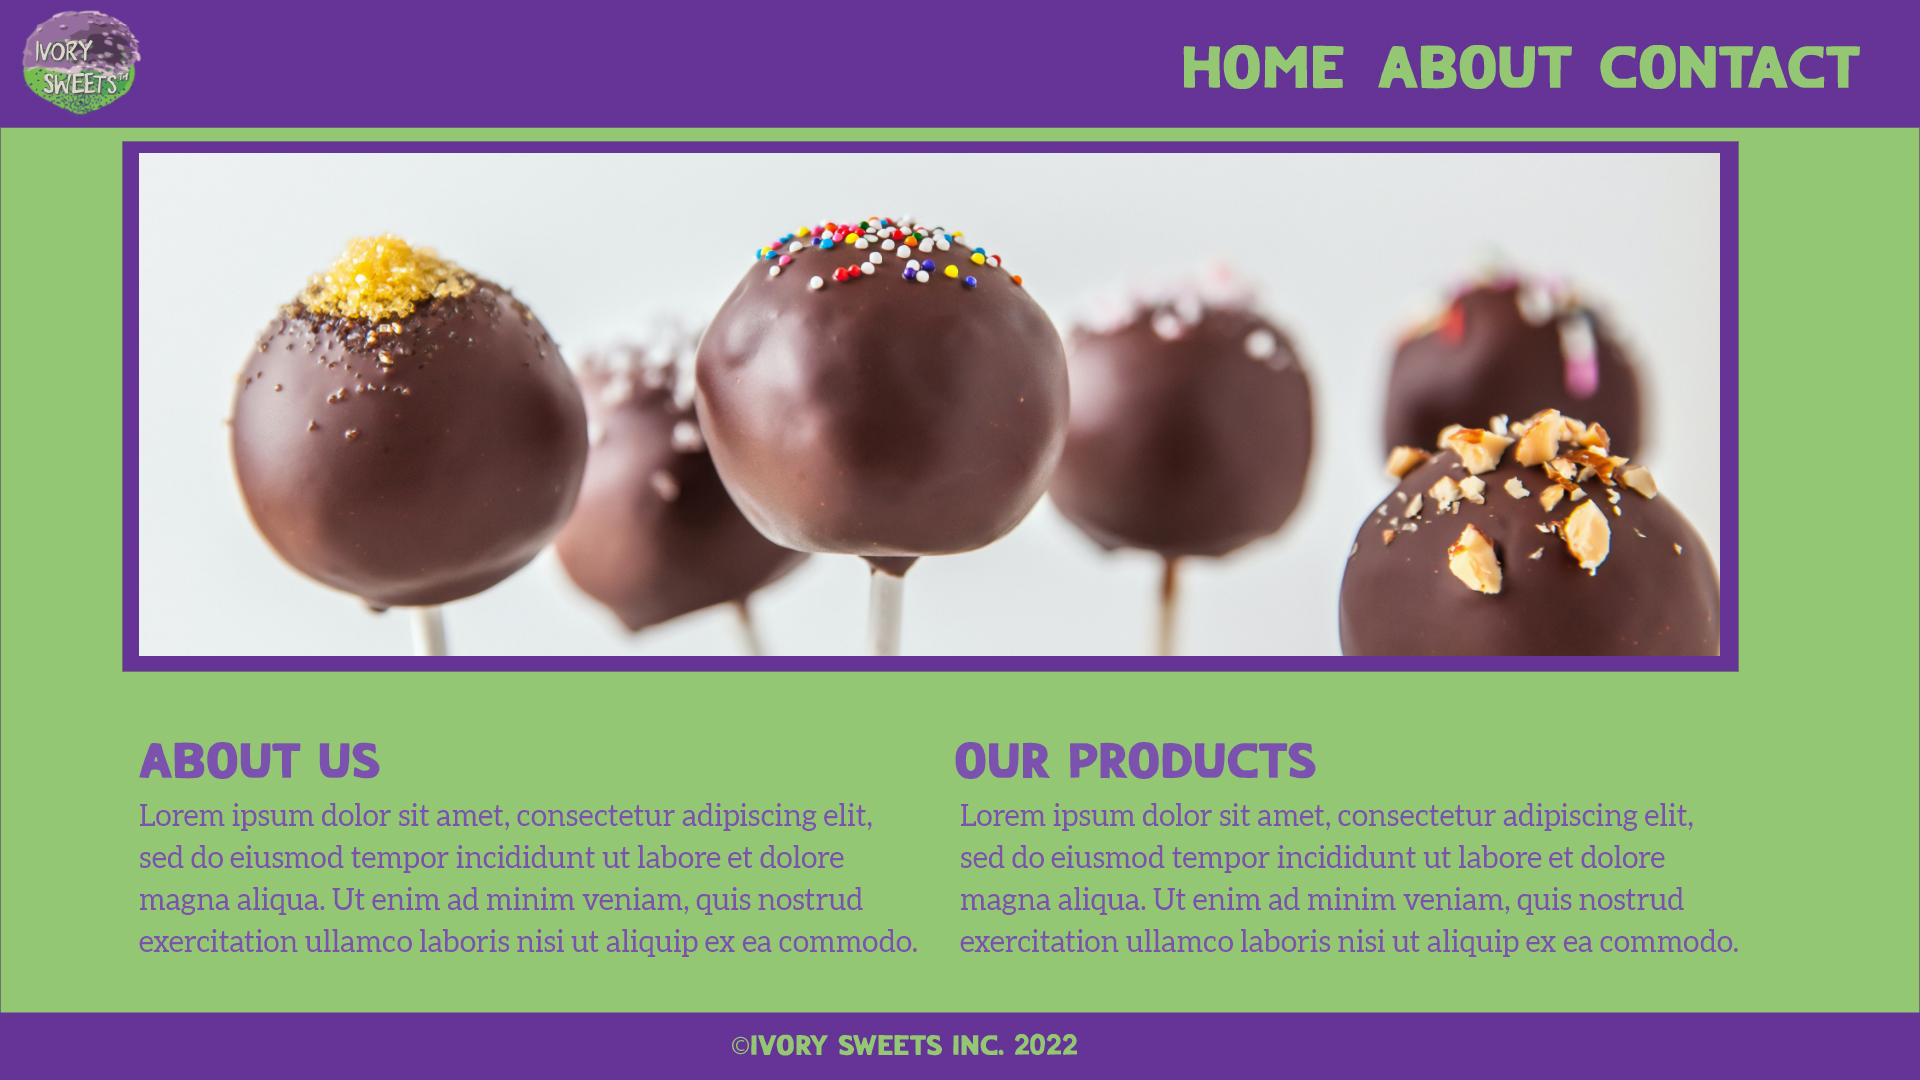 IVORY
SWEETS™
HOME ABOUT CONTACT
ABOUT US
Lorem ipsum dolor sit amet, consectetur adipiscing elit,
sed do eiusmod tempor incididunt ut labore et dolore
magna aliqua. Ut enim ad minim veniam, quis nostrud
exercitation ullamco laboris nisi ut aliquip ex ea commodo.
OUR PRODUCTS
Lorem ipsum dolor sit amet, consectetur adipiscing elit,
sed do eiusmod tempor incididunt ut labore et dolore
magna aliqua. Ut enim ad minim veniam, quis nostrud
exercitation ullamco laboris nisi ut aliquip ex ea commodo.
©IVORY SWEETS INC. 2022